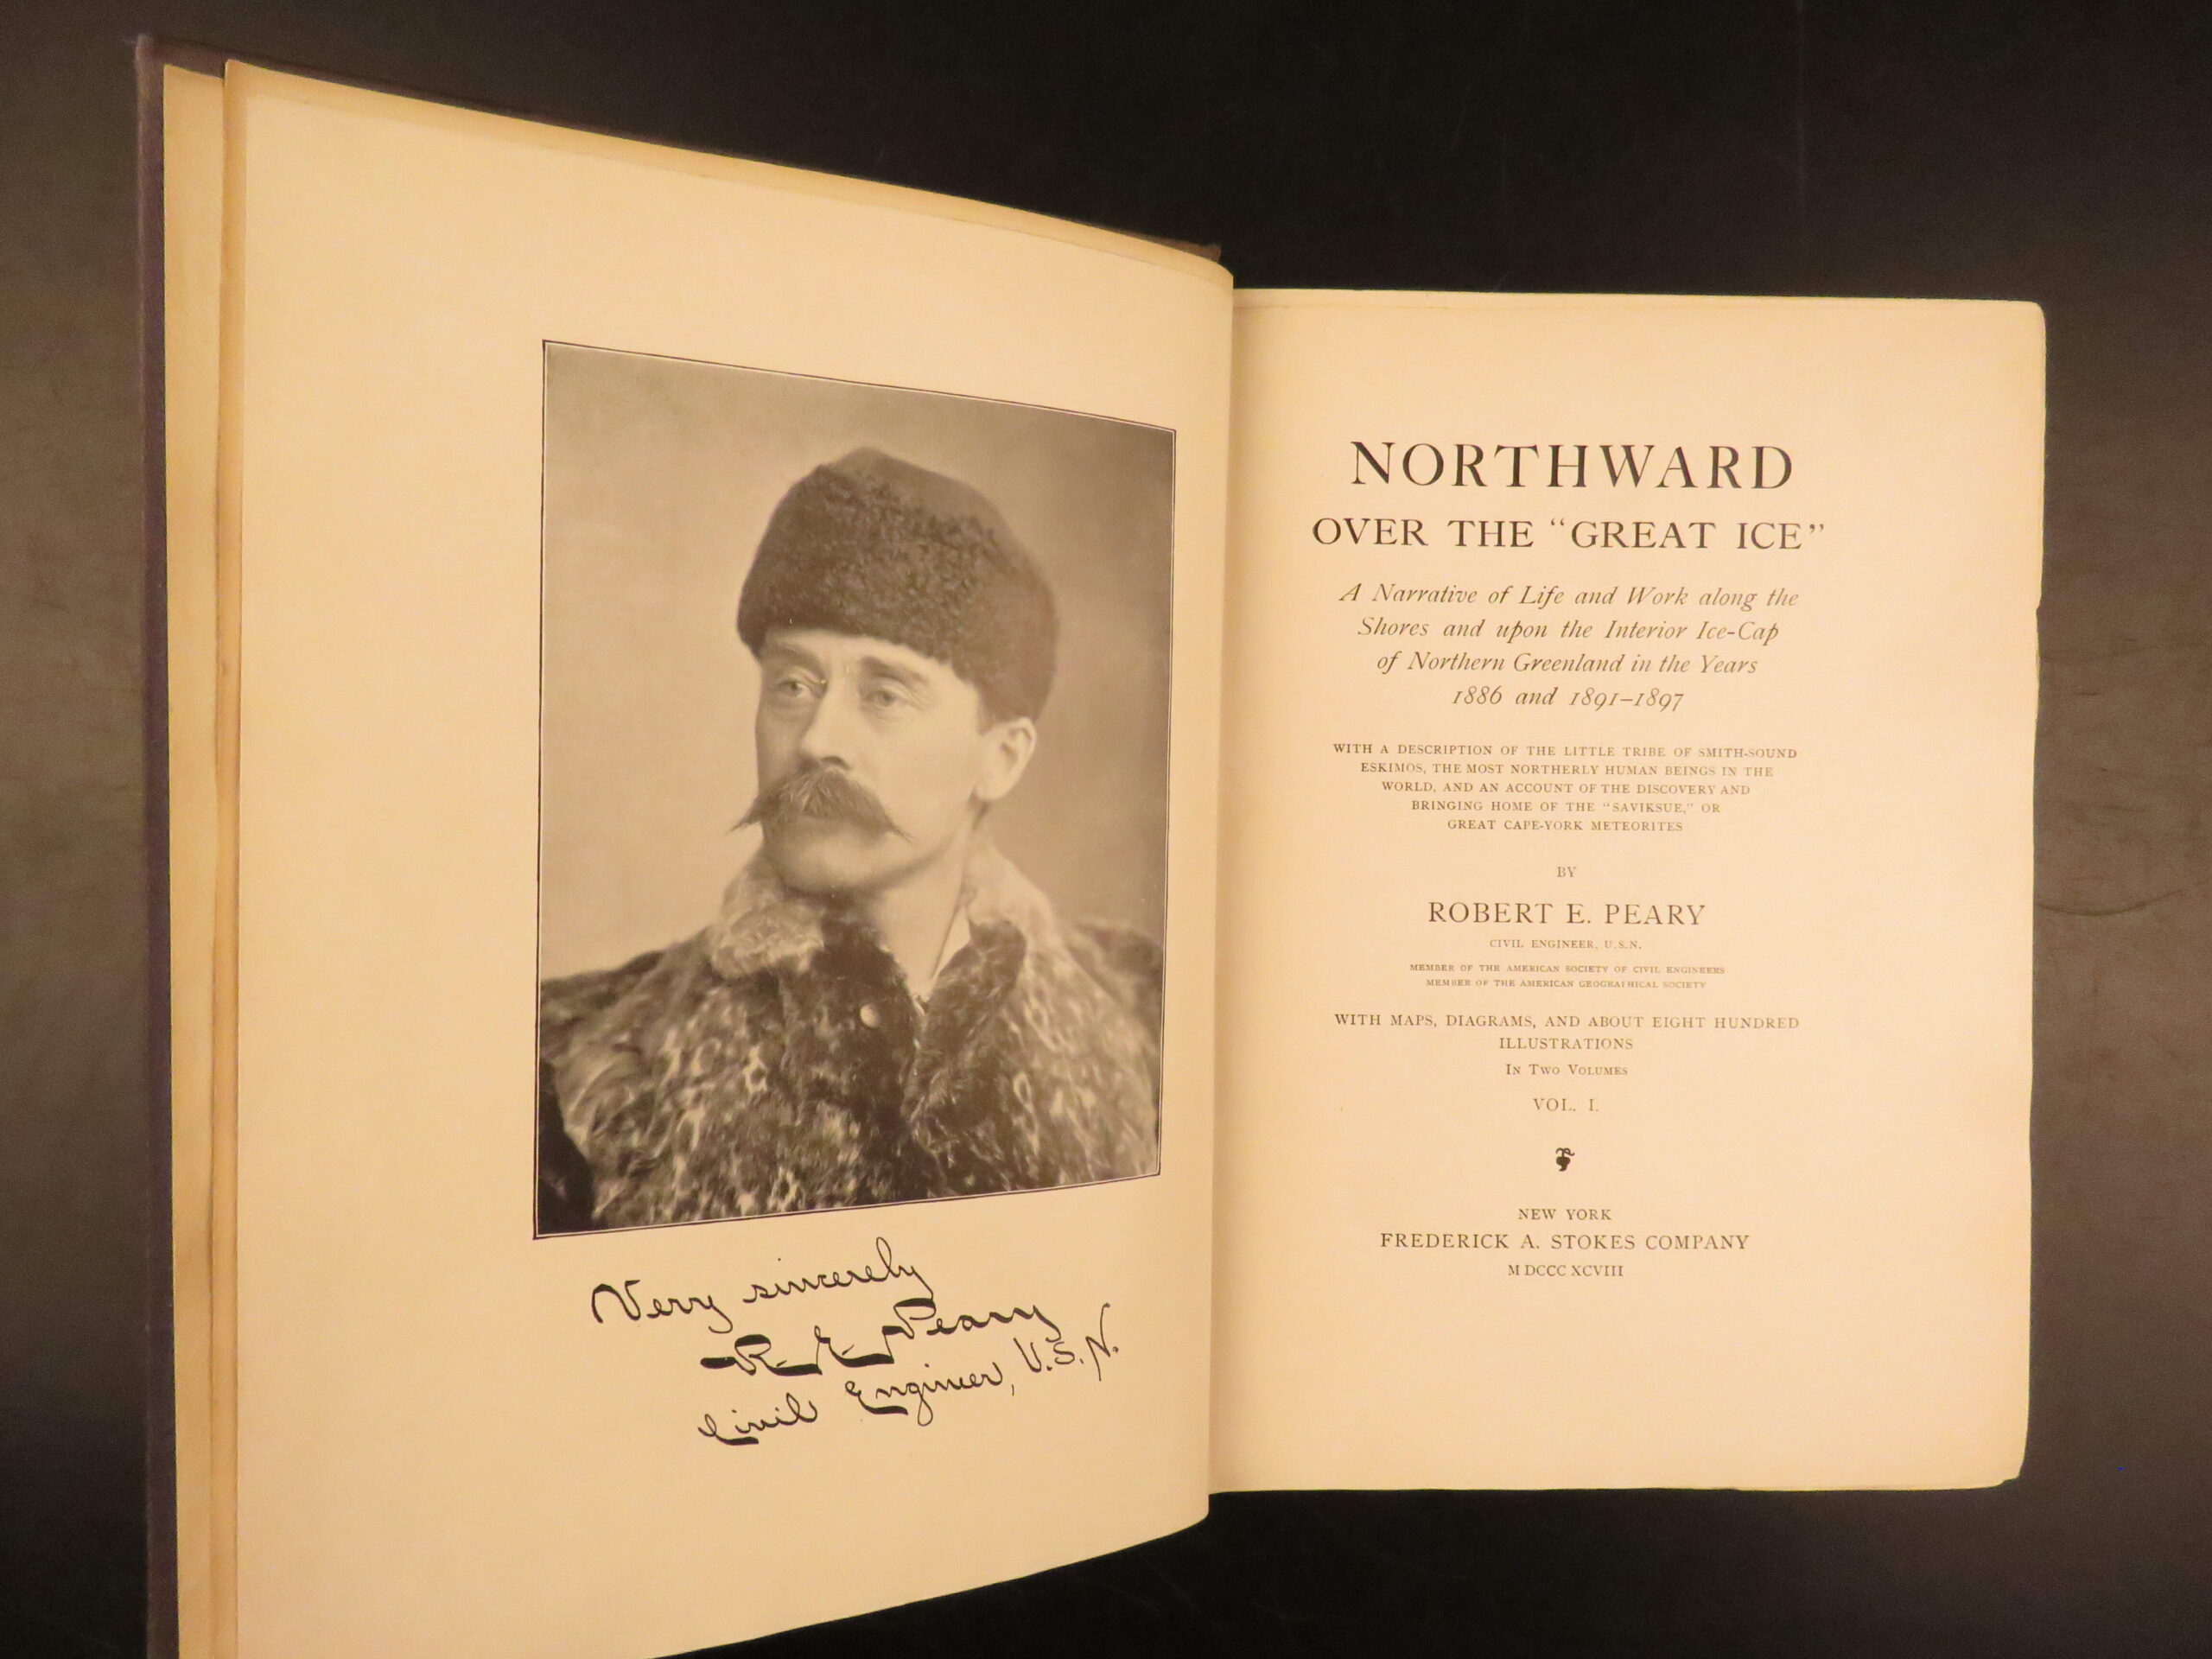 Very sincerely
R. E. Peary
Civil Engineer, U.S.N.
NORTHWARD
OVER THE "GREAT ICE"
A Narrative of Life and Work along the
Shores and upon the Interior Ice-Cap
of Northern Greenland in the Years
1886 and 1891–1897
WITH A DESCRIPTION OF THE LITTLE TRIBE OF SMITH-SOUND
ESKIMOS, THE MOST NORTHERLY HUMAN BEINGS IN THE
WORLD, AND AN ACCOUNT OF THE DISCOVERY AND
BRINGING HOME OF THE "SAVIKSUE," OR
GREAT CAPE-YORK METEORITES
BY
ROBERT E. PEARY
CIVIL ENGINEER, U.S.N.
MEMBER OF THE AMERICAN SOCIETY OF CIVIL ENGINEERS
MEMBER OF THE AMERICAN GEOGRAPHICAL SOCIETY
WITH MAPS, DIAGRAMS, AND ABOUT EIGHT HUNDRED
ILLUSTRATIONS
IN TWO VOLUMES
VOL. I.
NEW YORK
FREDERICK A. STOKES COMPANY
M DCCC XCVIII